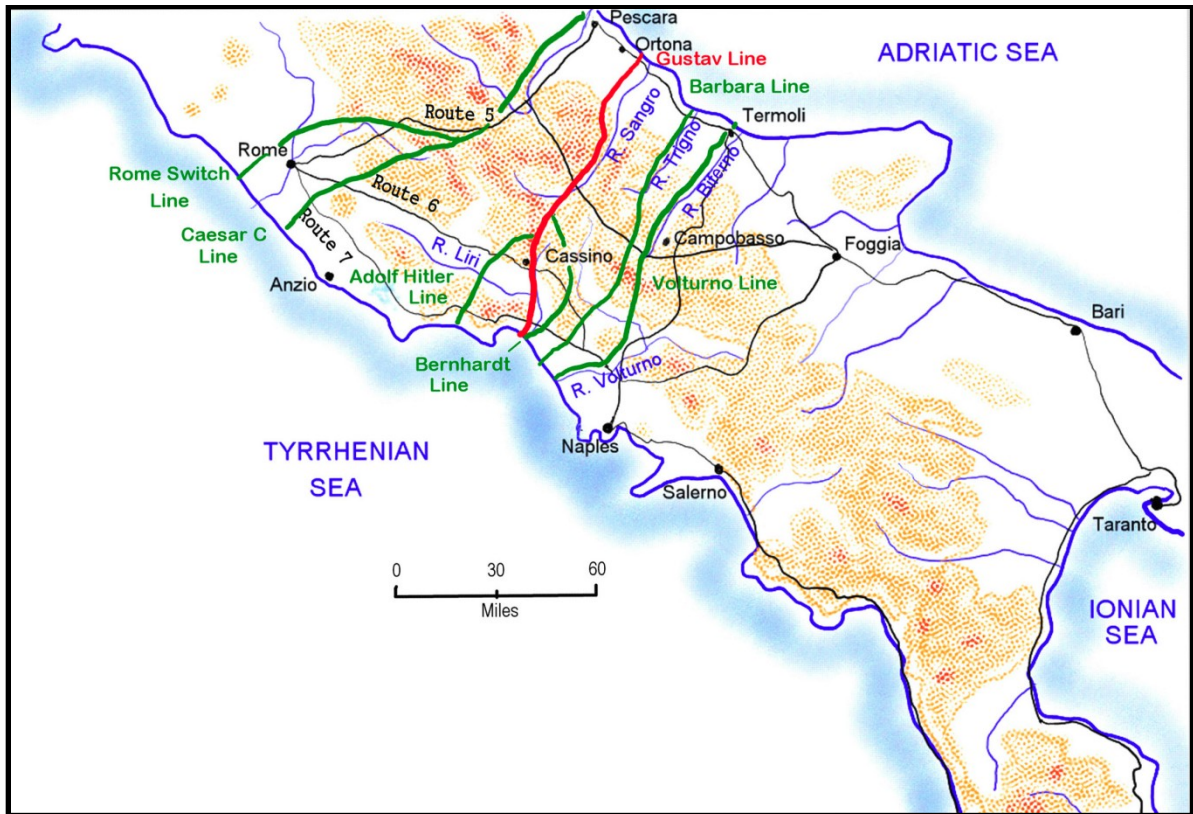 Pescara
Ortona
ADRIATIC SEA
Gustav Line
Barbara Line
Termoli
Route 5
R. Sangro
R. Trigno
R. Biferno
Rome
Rome Switch
Line
Route 6
Caesar C
Line
Route 7
R. Liri
Cassino
Campobasso
Foggia
Anzio
Adolf Hitler
Line
Volturno Line
Bari
Bernhardt
Line
R. Volturno
Naples
TYRRHENIAN
SEA
Salerno
Taranto
0 30 60
Miles
IONIAN
SEA